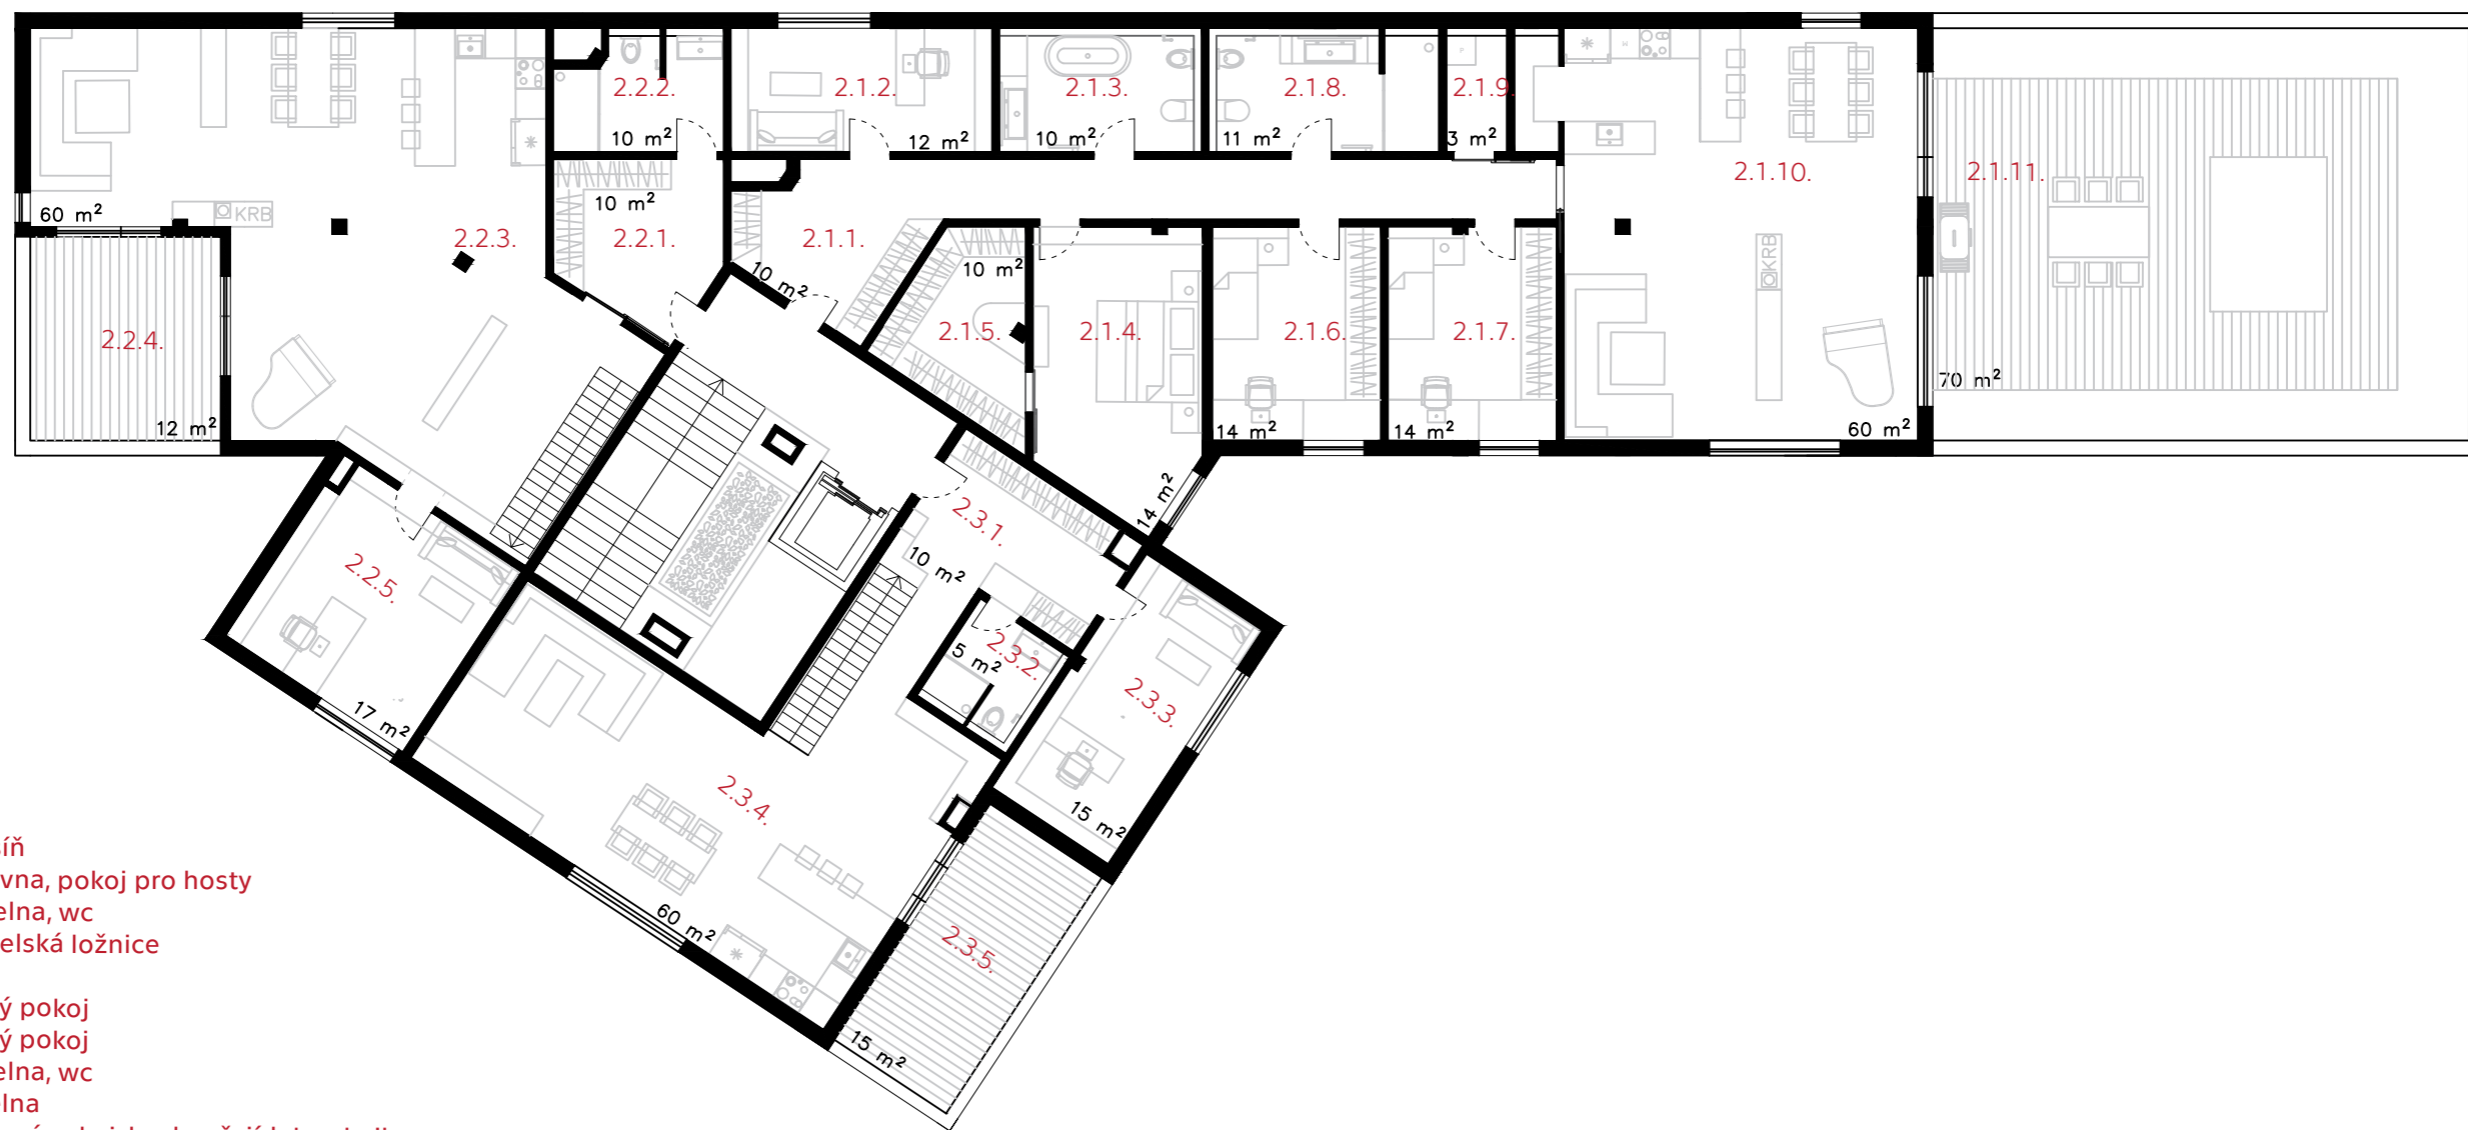 2.2.2.
10 m²
2.1.2.
12 m²
2.1.3.
10 m²
2.1.8.
11 m²
2.1.9.
3 m²
2.1.10.
60 m²
KRB
2.1.11.
70 m²
60 m²
KRB
2.2.3.
10 m²
2.2.1.
2.1.1.
10 m²
10 m²
2.1.5.
2.1.4.
14 m²
2.1.6.
14 m²
2.1.7.
14 m²
2.2.4.
12 m²
2.2.5.
17 m²
2.3.1.
10 m²
2.3.2.
5 m²
2.3.3.
15 m²
2.3.4.
60 m²
2.3.5.
15 m²
vna, pokoj pro hosty
elna, wc
elská ložnice
ý pokoj
ý pokoj
elna, wc